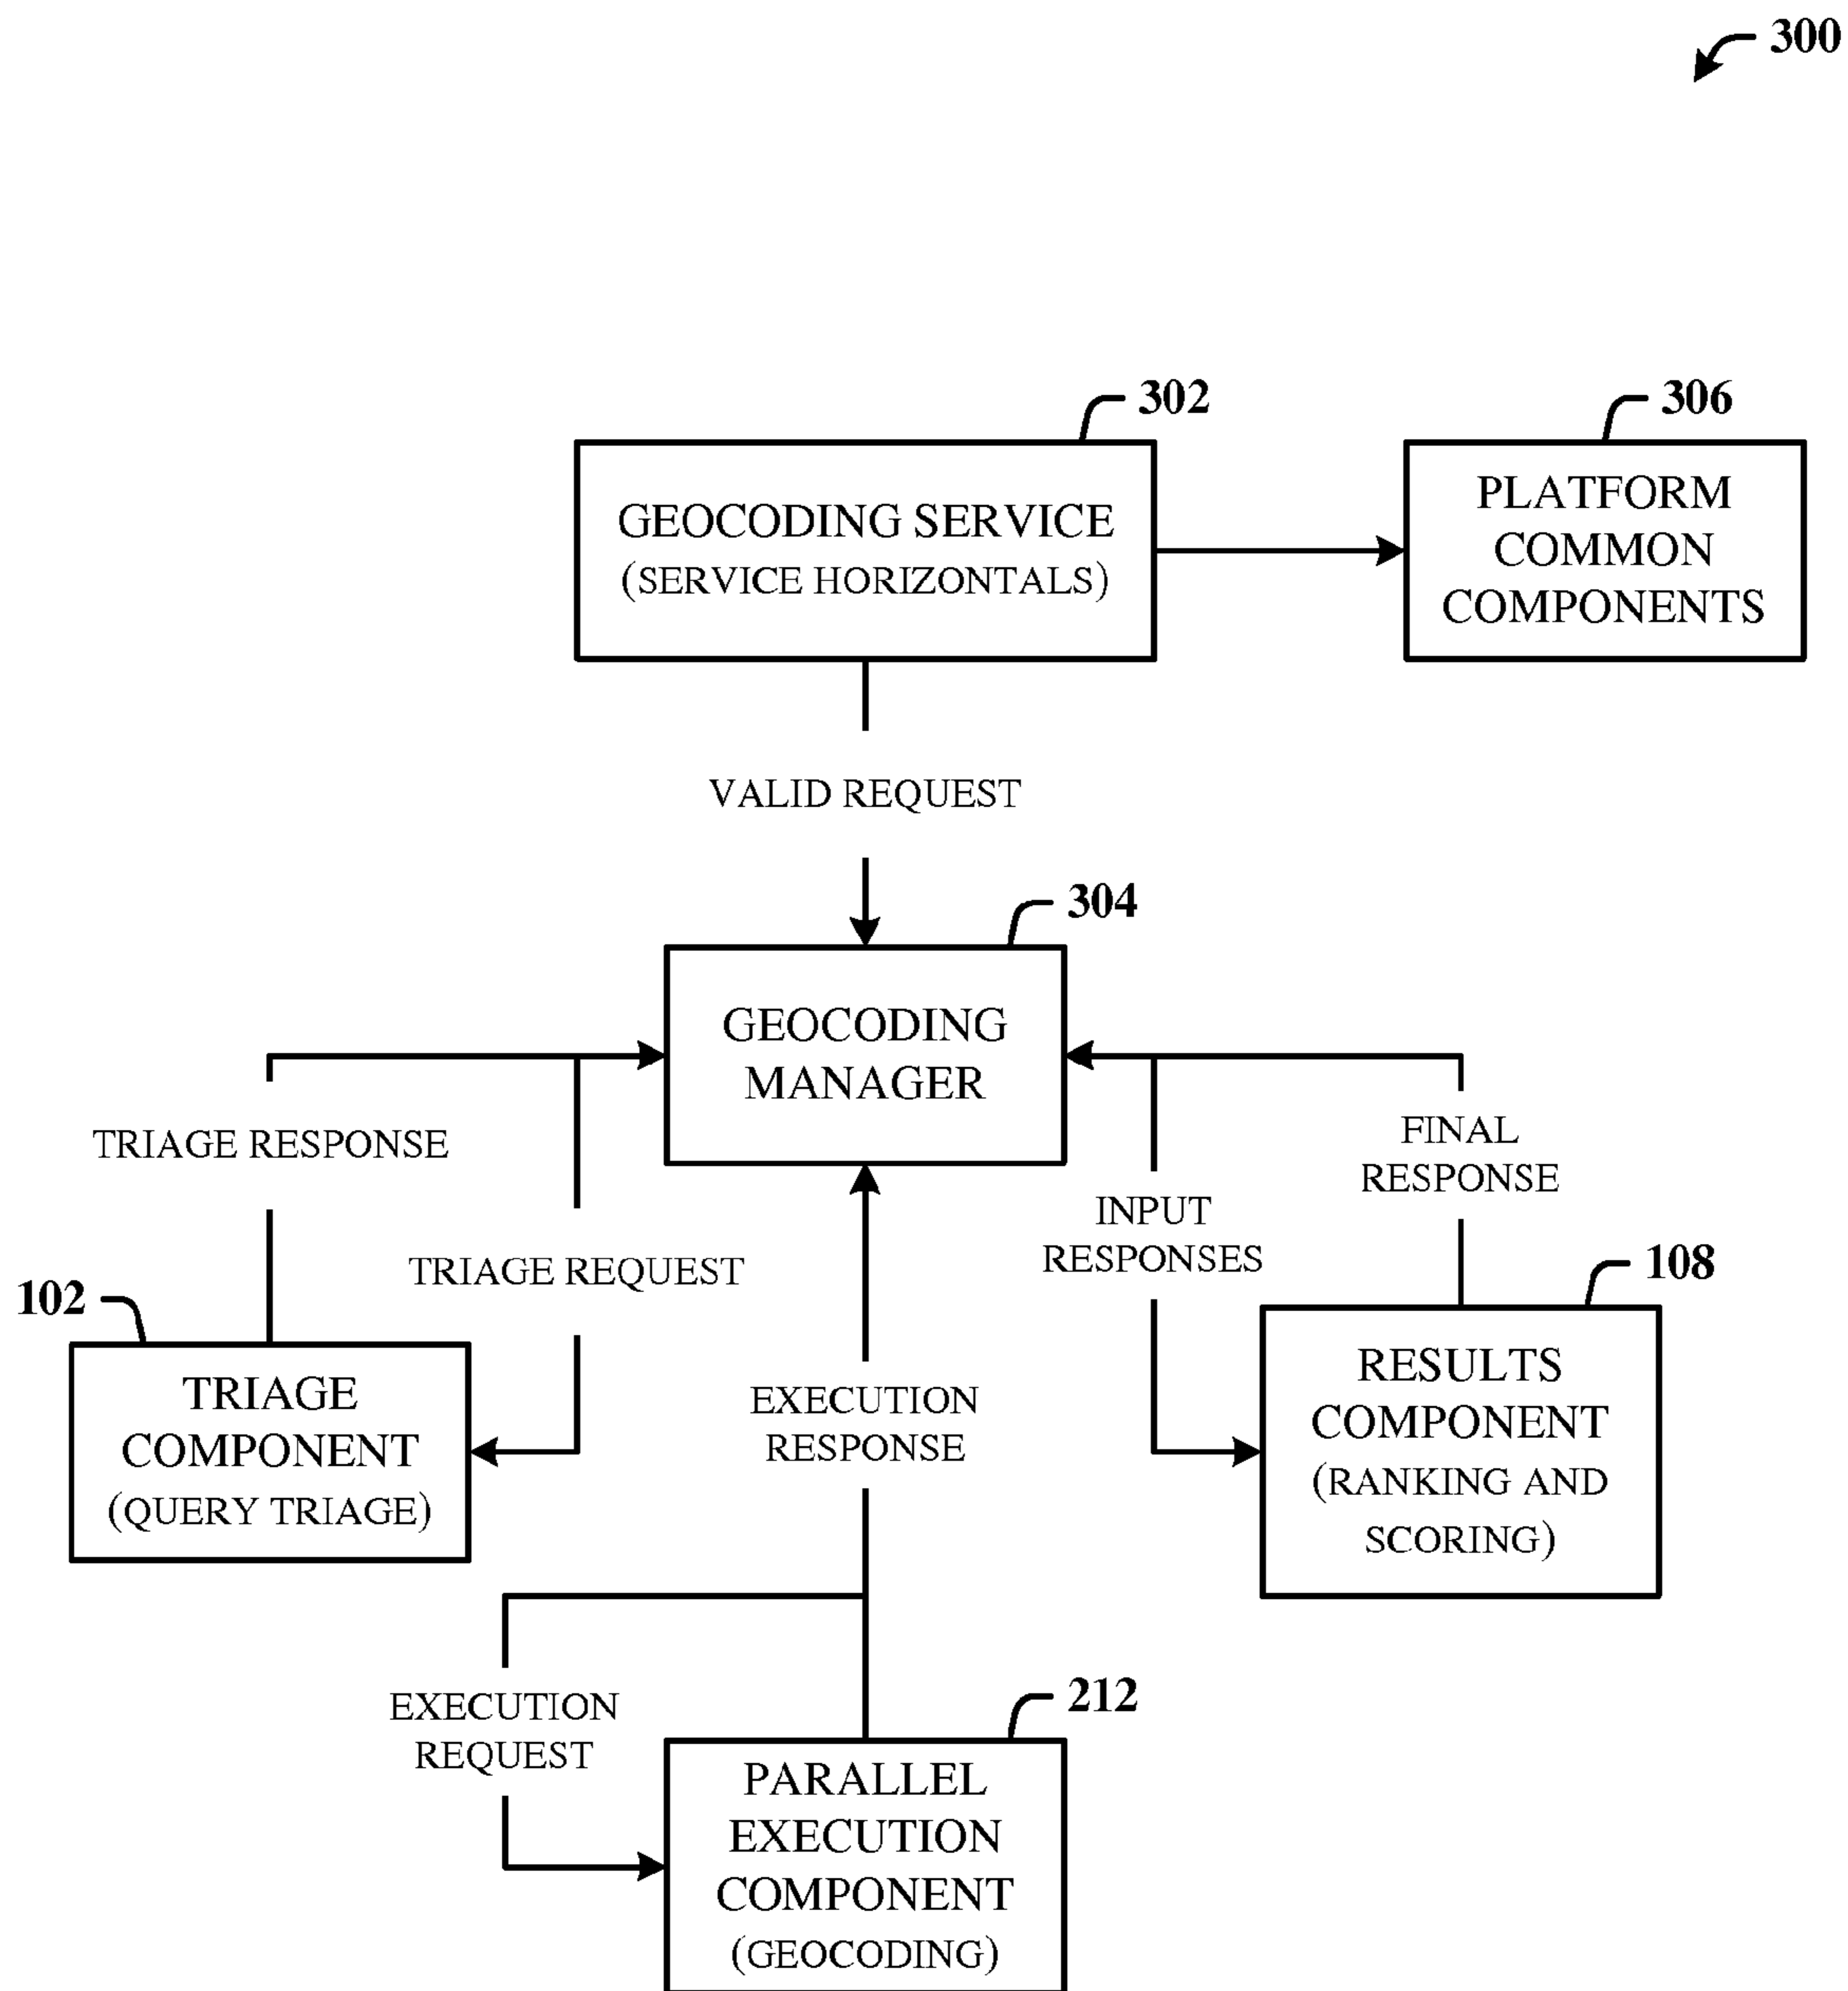 300
302
306
GEOCODING SERVICE
(SERVICE HORIZONTALS)
PLATFORM
COMMON
COMPONENTS
VALID REQUEST
304
GEOCODING
MANAGER
TRIAGE RESPONSE
FINAL
RESPONSE
INPUT
RESPONSES
TRIAGE REQUEST
102
108
TRIAGE
COMPONENT
(QUERY TRIAGE)
EXECUTION
RESPONSE
RESULTS
COMPONENT
(RANKING AND
SCORING)
EXECUTION
REQUEST
212
PARALLEL
EXECUTION
COMPONENT
(GEOCODING)